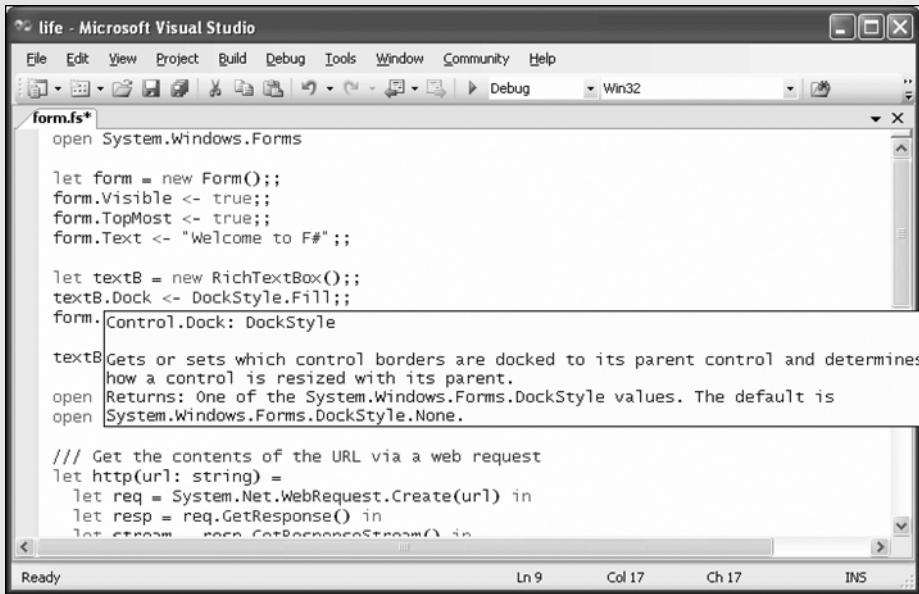 life - Microsoft Visual Studio
File Edit View Project Build Debug Tools Window Community Help
Debug Win32
form.fs*
open System.Windows.Forms
let form = new Form();;
form.Visible <- true;;
form.TopMost <- true;;
form.Text <- "Welcome to F#";;
let textB = new RichTextBox();;
textB.Dock <- DockStyle.Fill;;
form.
Control.Dock: DockStyle
textB
Gets or sets which control borders are docked to its parent control and determines
how a control is resized with its parent.
open
Returns: One of the System.Windows.Forms.DockStyle values. The default is
open
System.Windows.Forms.DockStyle.None.
/// Get the contents of the URL via a web request
let http(url: string) =
let req = System.Net.WebRequest.Create(url) in
let resp = req.GetResponse() in
let stream = resp.GetResponseStream() in
Ready Ln 9 Col 17 Ch 17 INS